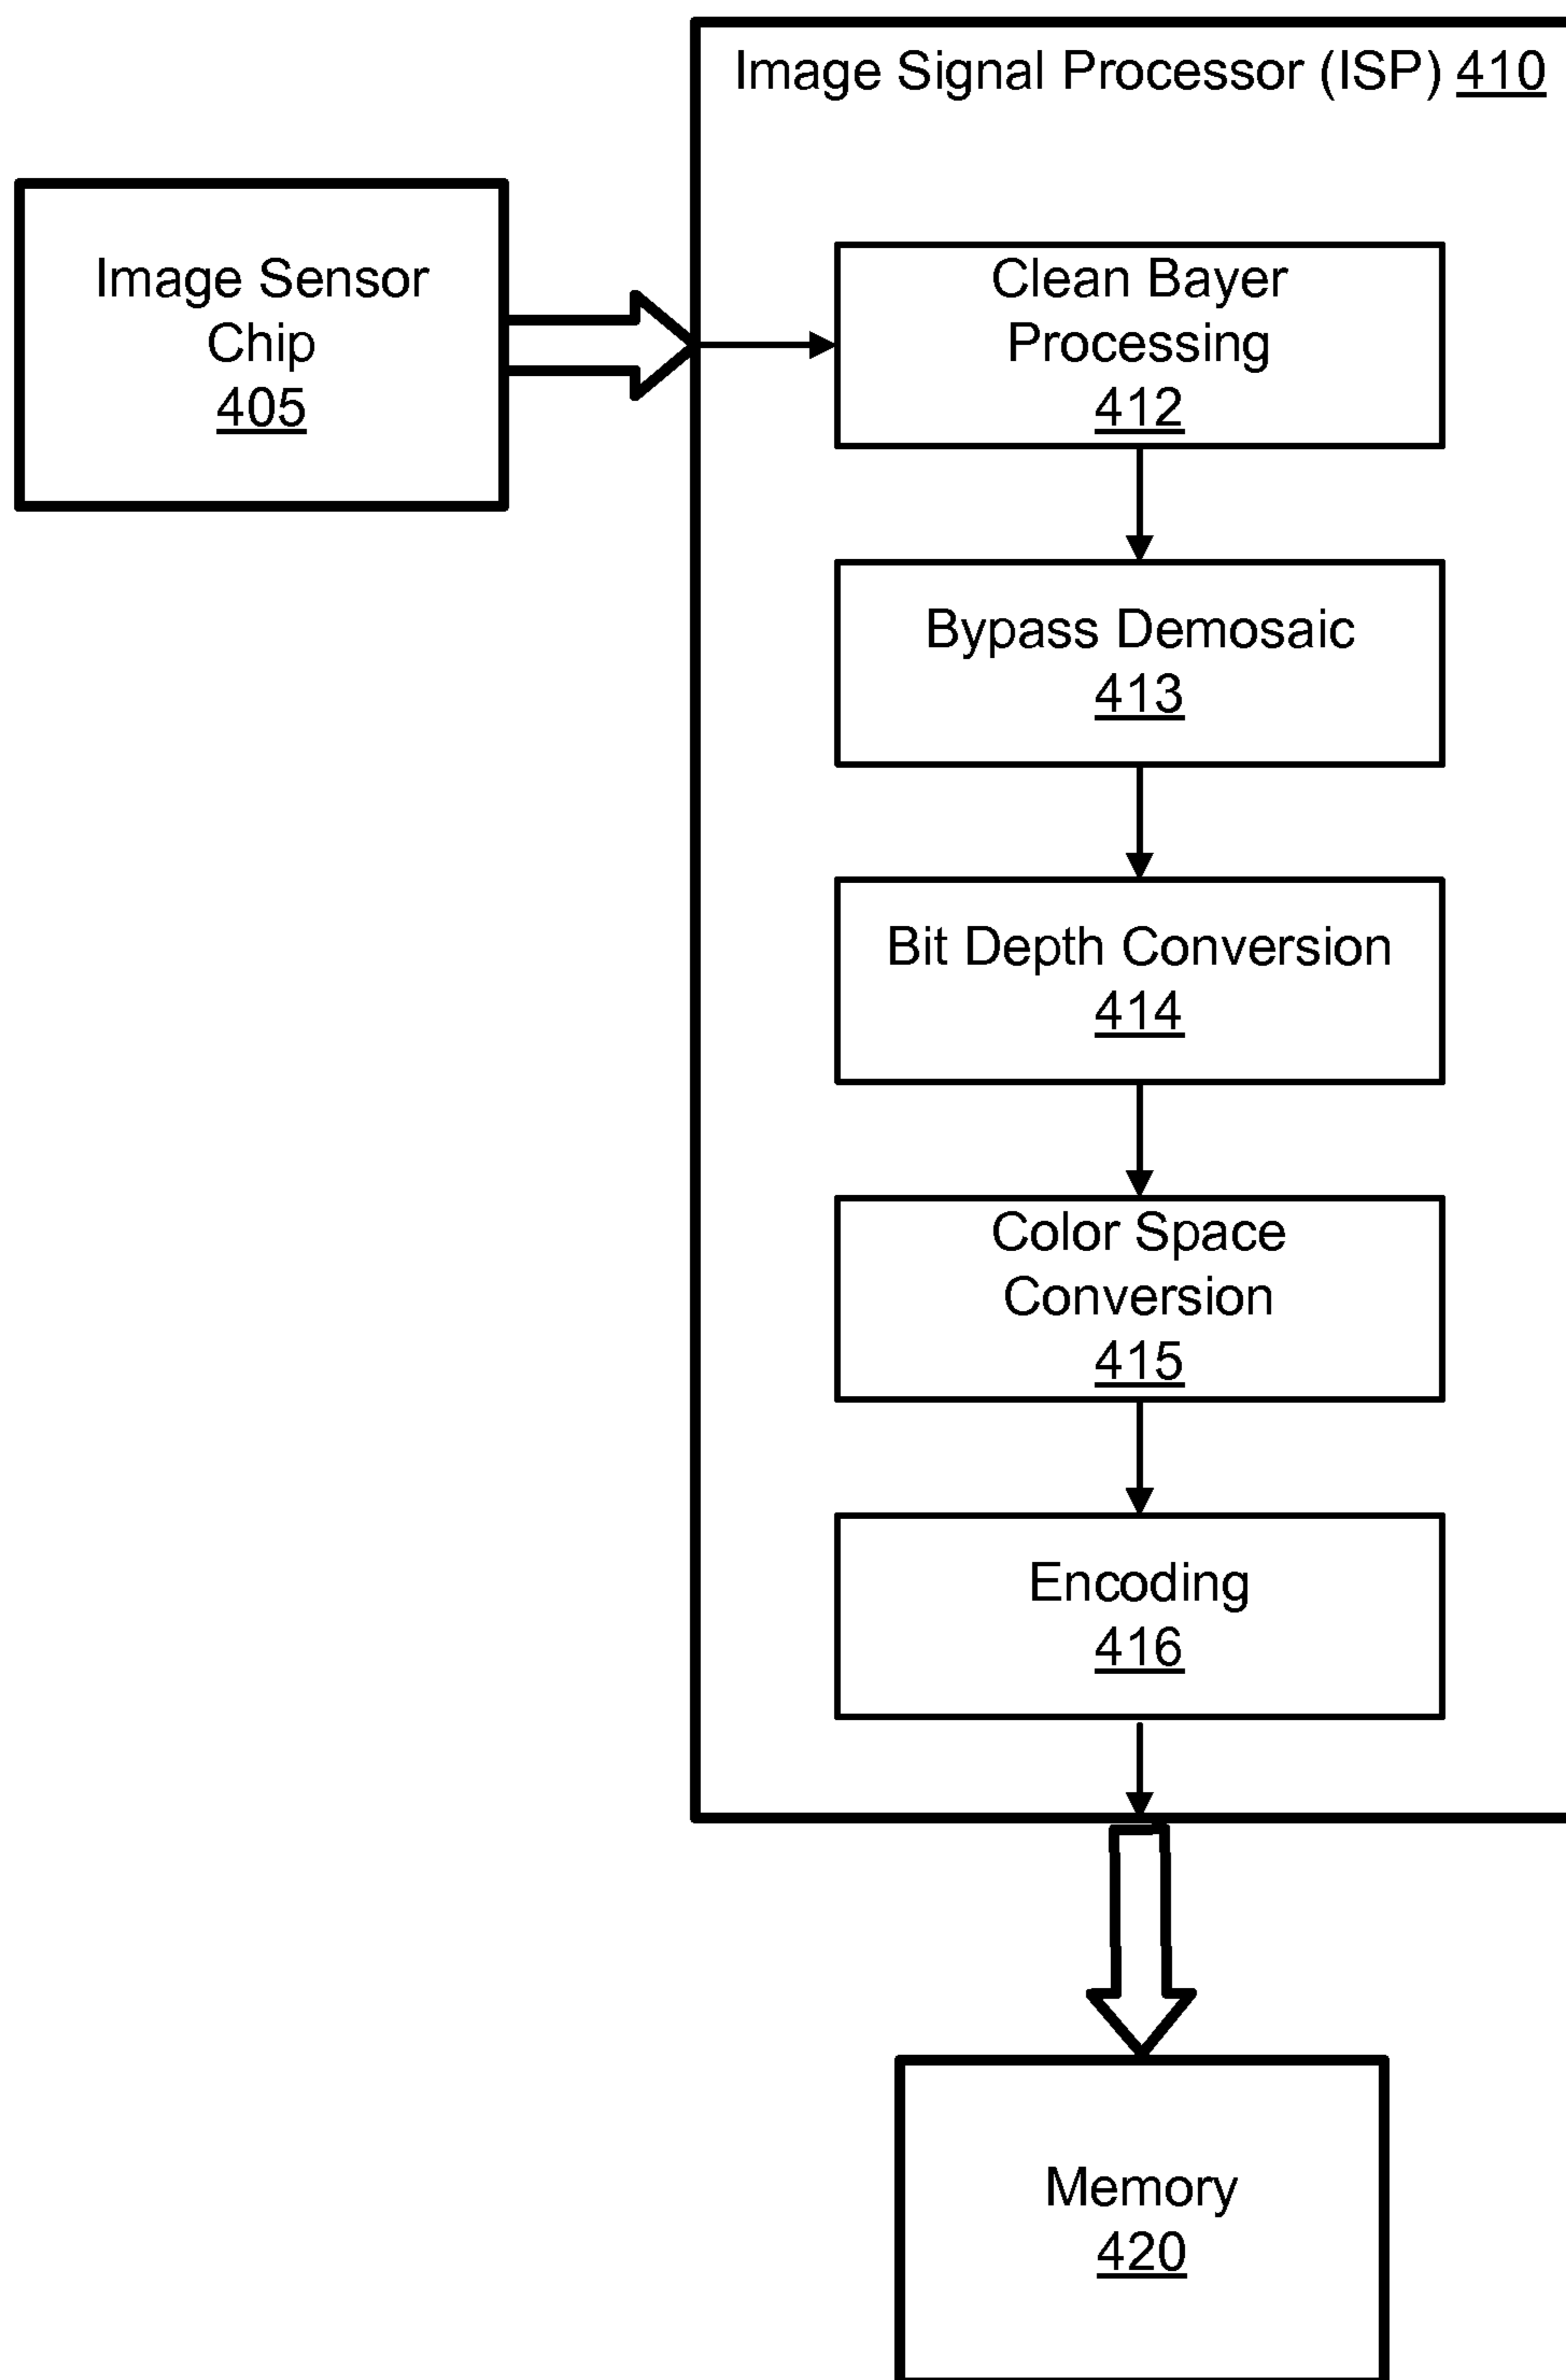 Image Signal Processor (ISP) 410
Image Sensor
Chip
405
Clean Bayer
Processing
412
Bypass Demosaic
413
Bit Depth Conversion
414
Color Space
Conversion
415
Encoding
416
Memory
420